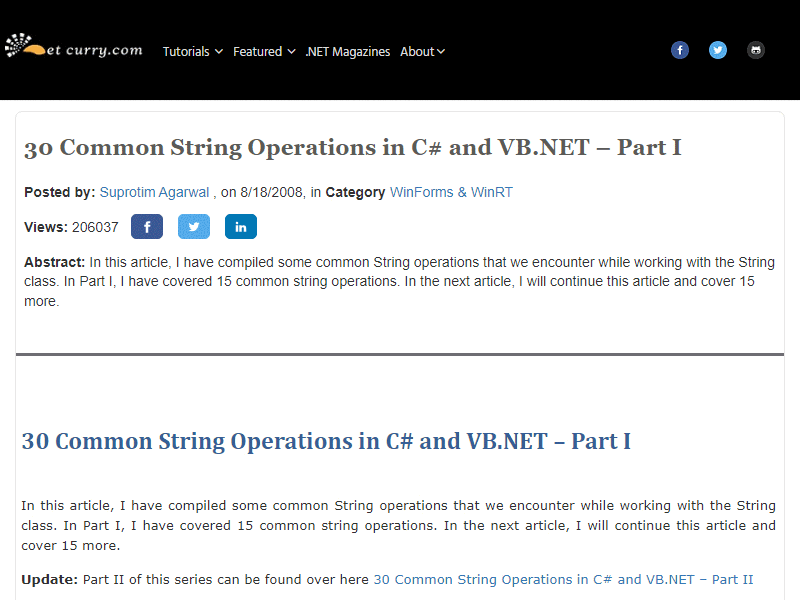 et curry.com Tutorials Featured .NET Magazines About
30 Common String Operations in C# and VB.NET – Part I
Posted by: Suprotim Agarwal , on 8/18/2008, in Category WinForms & WinRT
Views: 206037
Abstract: In this article, I have compiled some common String operations that we encounter while working with the String
class. In Part I, I have covered 15 common string operations. In the next article, I will continue this article and cover 15
more.
30 Common String Operations in C# and VB.NET – Part I
In this article, I have compiled some common String operations that we encounter while working with the String
class. In Part I, I have covered 15 common string operations. In the next article, I will continue this article and
cover 15 more.
Update: Part II of this series can be found over here 30 Common String Operations in C# and VB.NET – Part II